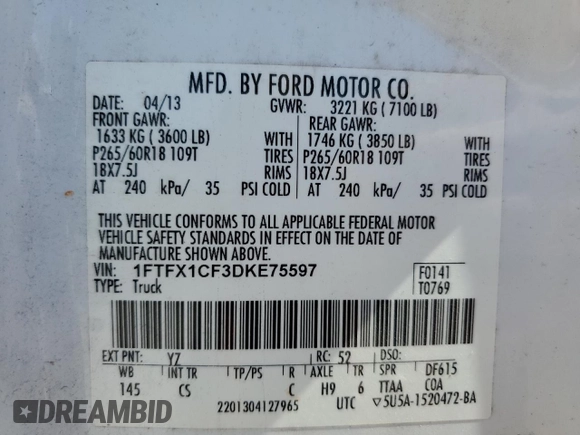 MFD. BY FORD MOTOR CO.
DATE: 04/13 GVWR: 3221 KG ( 7100 LB)
FRONT GAWR: REAR GAWR:
1633 KG ( 3600 LB) WITH 1746 KG ( 3850 LB) WITH
P265/60R18 109T TIRES P265/60R18 109T TIRES
18X7.5J RIMS 18X7.5J RIMS
AT 240 kPa/ 35 PSI COLD AT 240 kPa/ 35 PSI COLD
THIS VEHICLE CONFORMS TO ALL APPLICABLE FEDERAL MOTOR
VEHICLE SAFETY STANDARDS IN EFFECT ON THE DATE OF
MANUFACTURE SHOWN ABOVE.
VIN: 1FTFX1CF3DKE75597 F0141
TYPE: Truck T0769
EXT PNT: YZ RC: 52 DSO:
WB INT TR TP/PS R AXLE TR SPR DF615
145 CS C H9 6 TTAA COA
2201304127965 UTC ▽5U5A-1520472-BA
DREAMBID